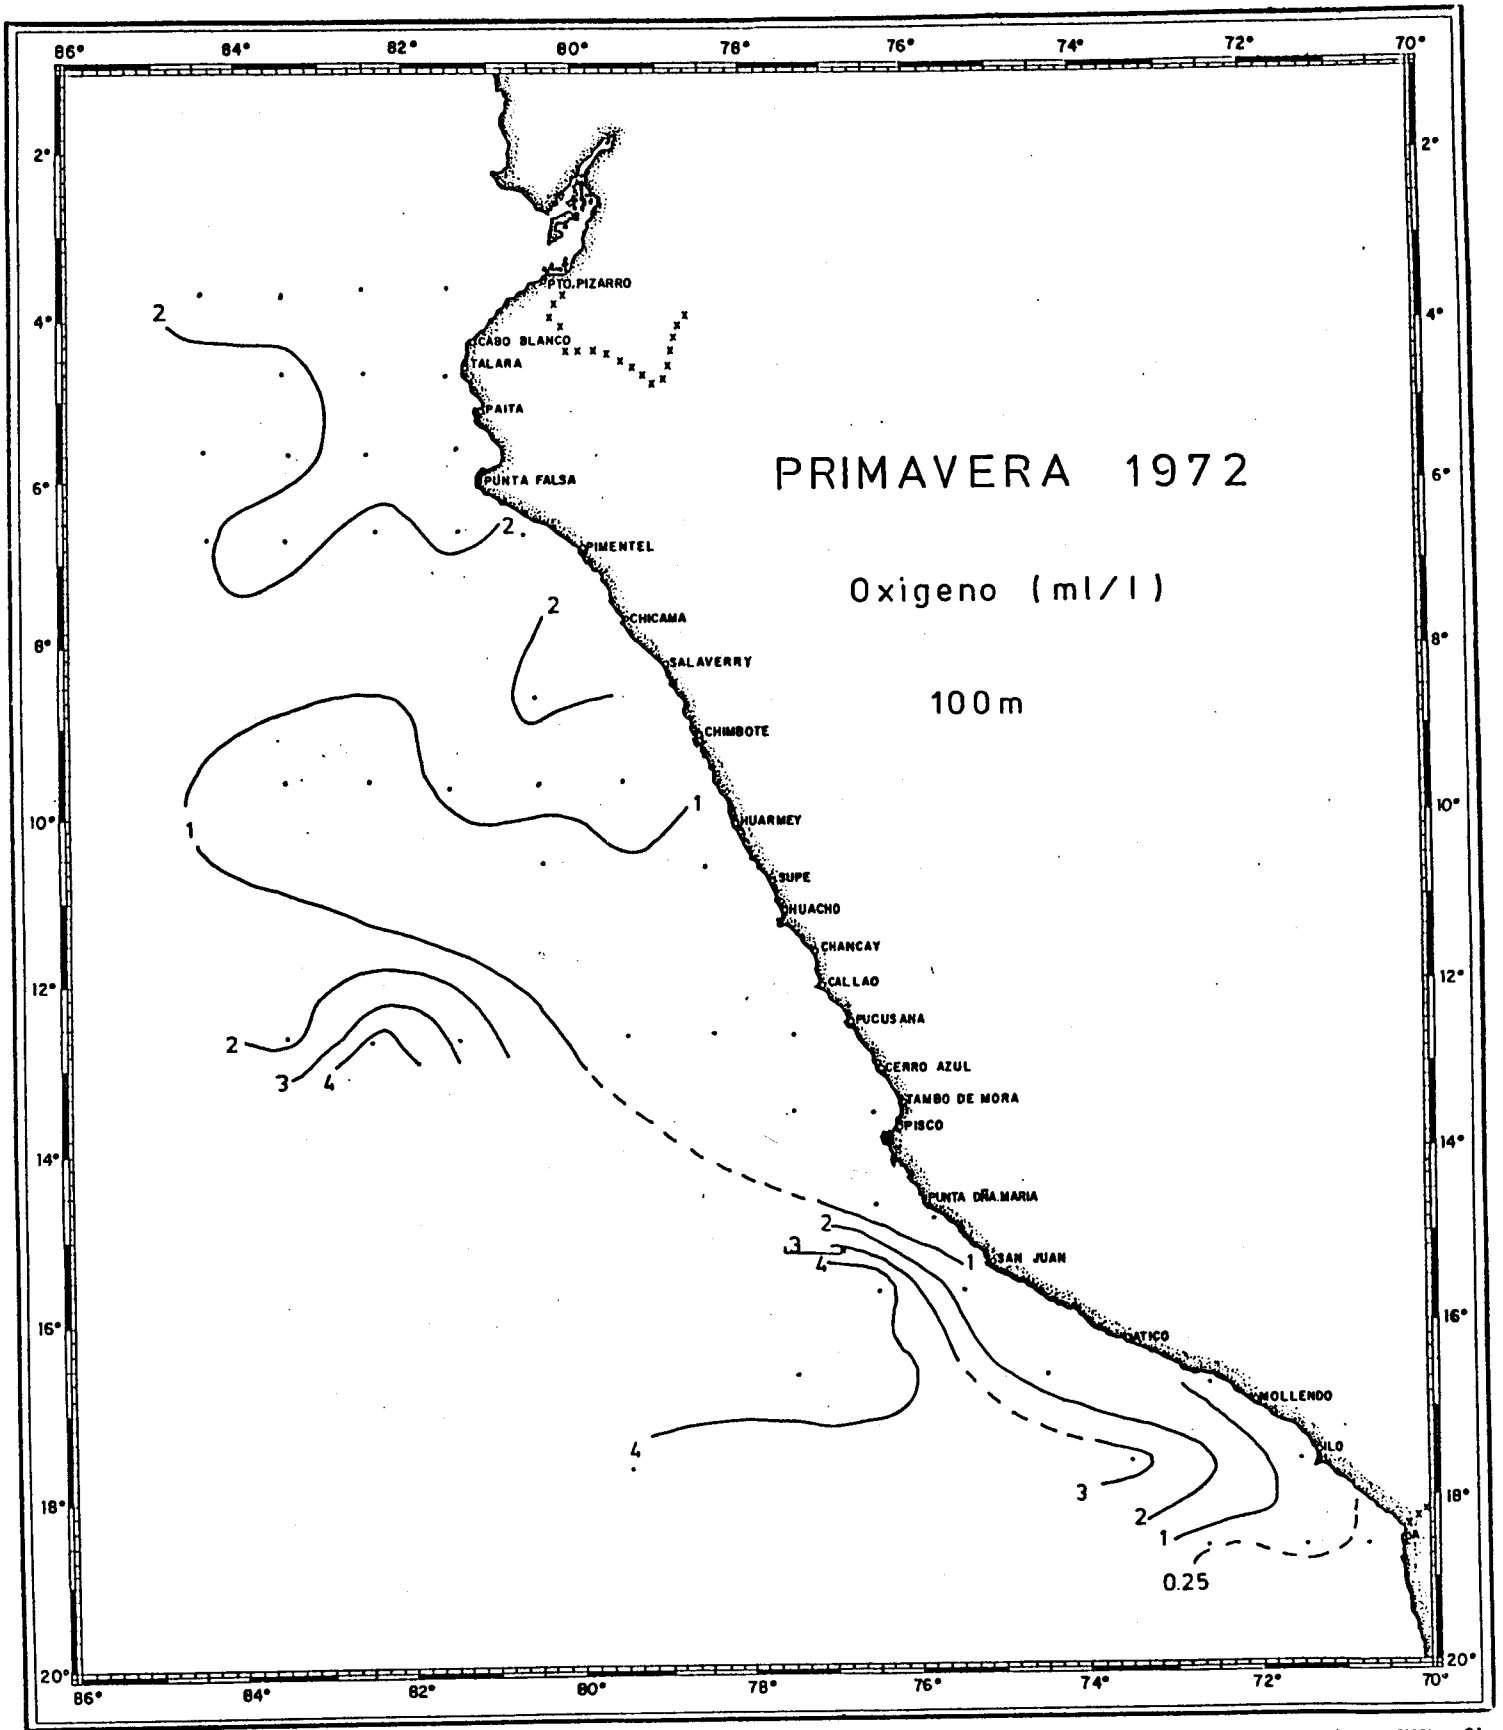 86° 84° 82° 80° 78° 76° 74° 72° 70°
2° 2°
PTO. PIZARRO
2
4° 4°
CABO BLANCO
TALARA
PAITA
PRIMAVERA 1972
6° 6°
PUNTA FALSA
2
PIMENTEL
Oxigeno (ml/l)
2
CHICAMA
8° 8°
SALAVERRY
100m
CHIMBOTE
1
10° 10°
1
HUARMEY
SUPE
HUACHO
CHANCAY
12° 12°
CALLAO
PUCUSANA
2
CERRO AZUL
3 4
TAMBO DE MORA
PISCO
14° 14°
PUNTA DÑA. MARIA
2
3
4
1
SAN JUAN
16° 16°
ATICO
MOLLENDO
4
ILO
3
18° 18°
2
1
A
0.25
20° 20°
86° 84° 82° 80° 78° 76° 74° 72° 70°